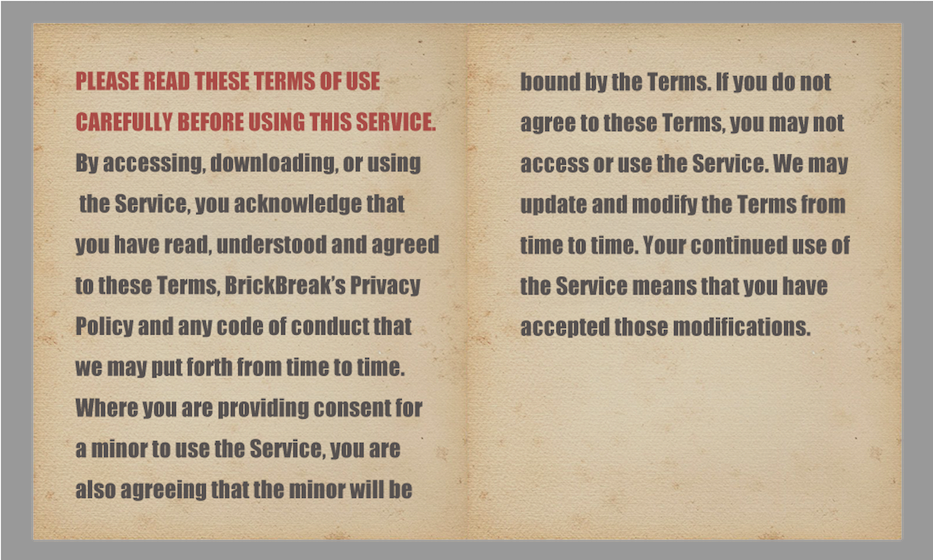 PLEASE READ THESE TERMS OF USE
CAREFULLY BEFORE USING THIS SERVICE.
By accessing, downloading, or using
the Service, you acknowledge that
you have read, understood and agreed
to these Terms, BrickBreak’s Privacy
Policy and any code of conduct that
we may put forth from time to time.
Where you are providing consent for
a minor to use the Service, you are
also agreeing that the minor will be
bound by the Terms. If you do not
agree to these Terms, you may not
access or use the Service. We may
update and modify the Terms from
time to time. Your continued use of
the Service means that you have
accepted those modifications.